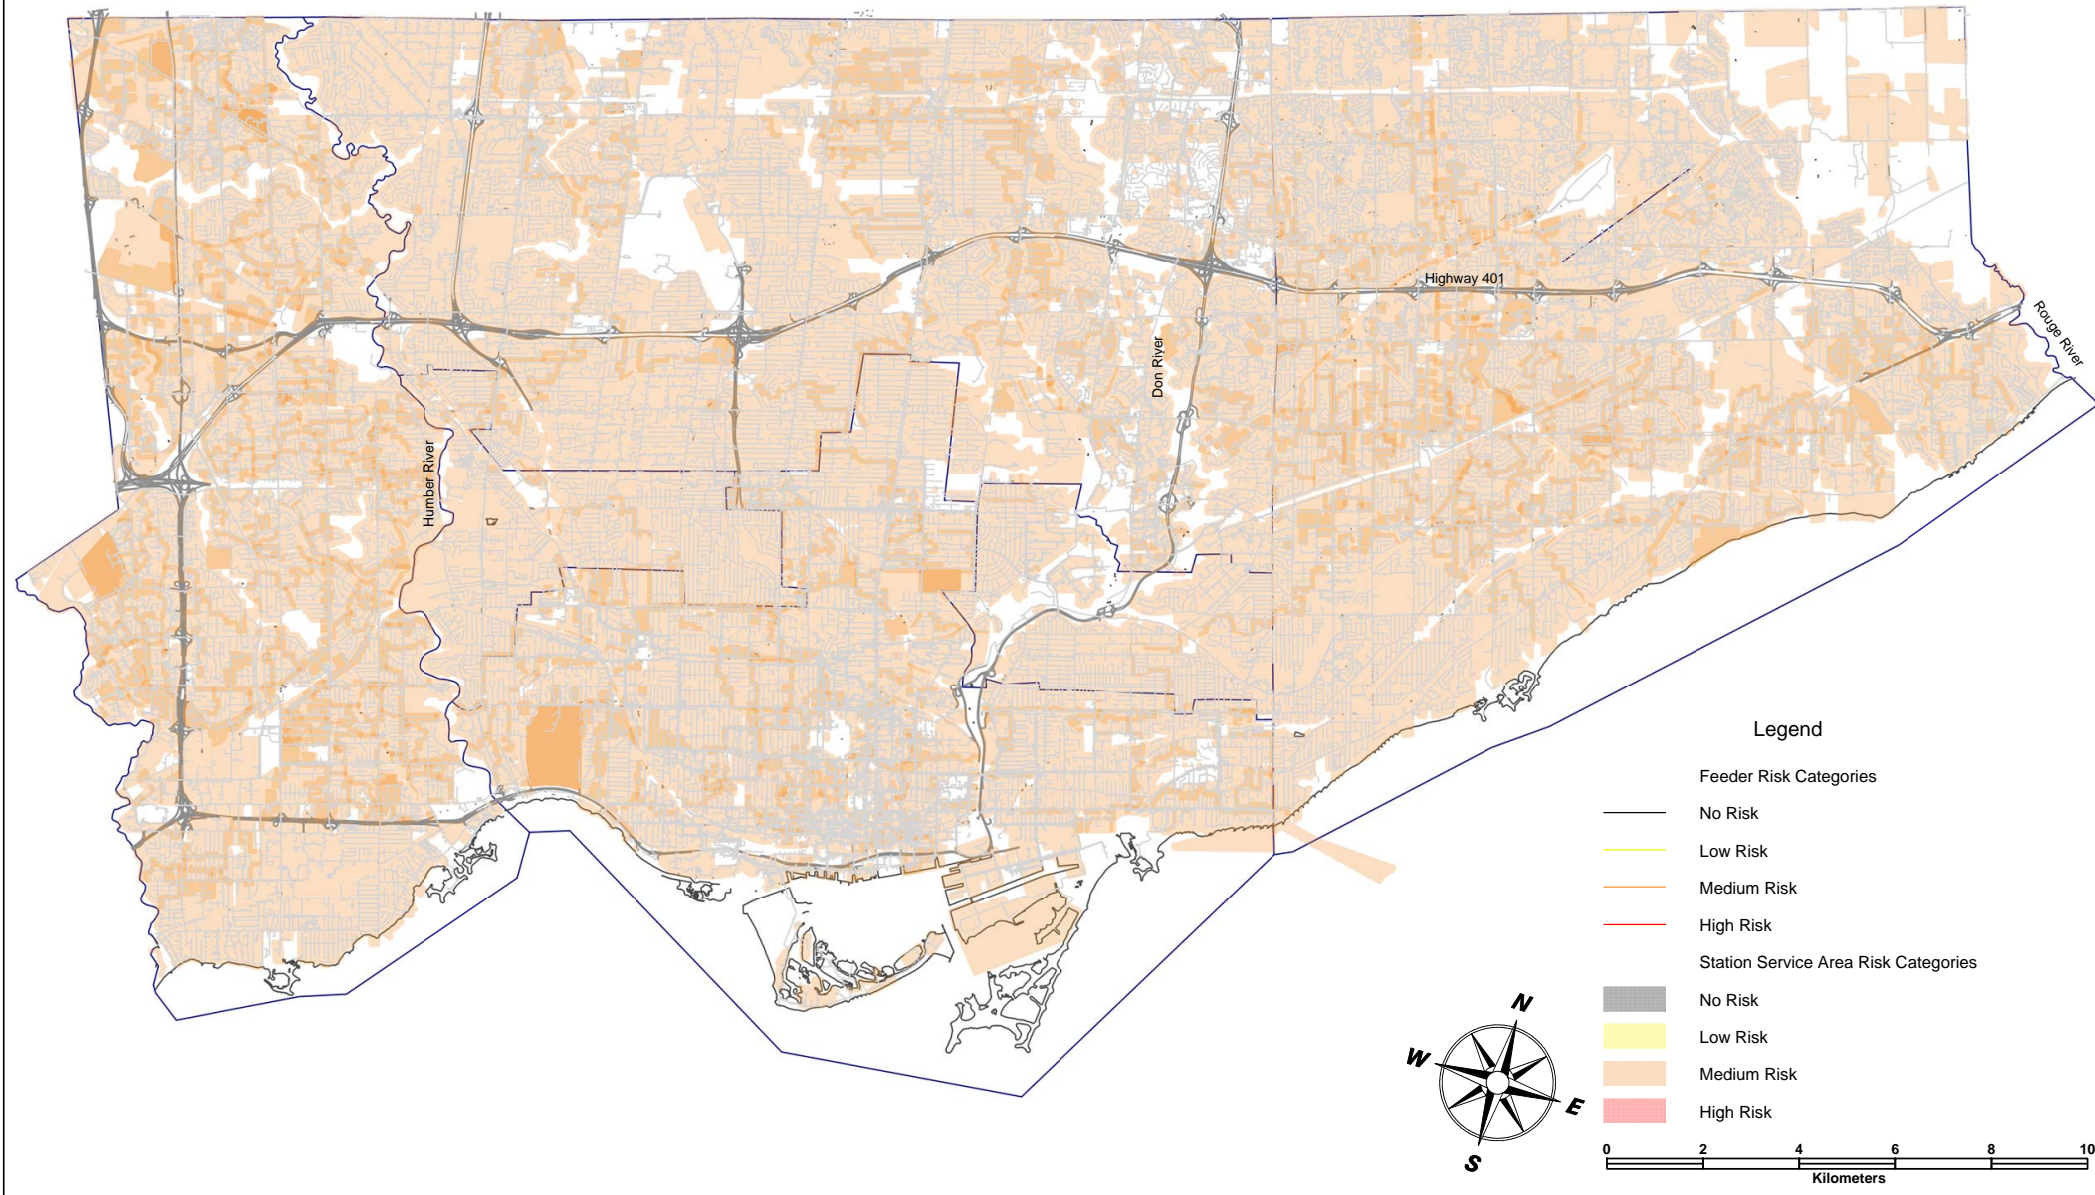 Highway 401
Rouge River
Don River
Humber River
Legend
Feeder Risk Categories
No Risk
Low Risk
Medium Risk
High Risk
Station Service Area Risk Categories
No Risk
Low Risk
Medium Risk
High Risk
N
W
E
S
0 2 4 6 8 10
Kilometers